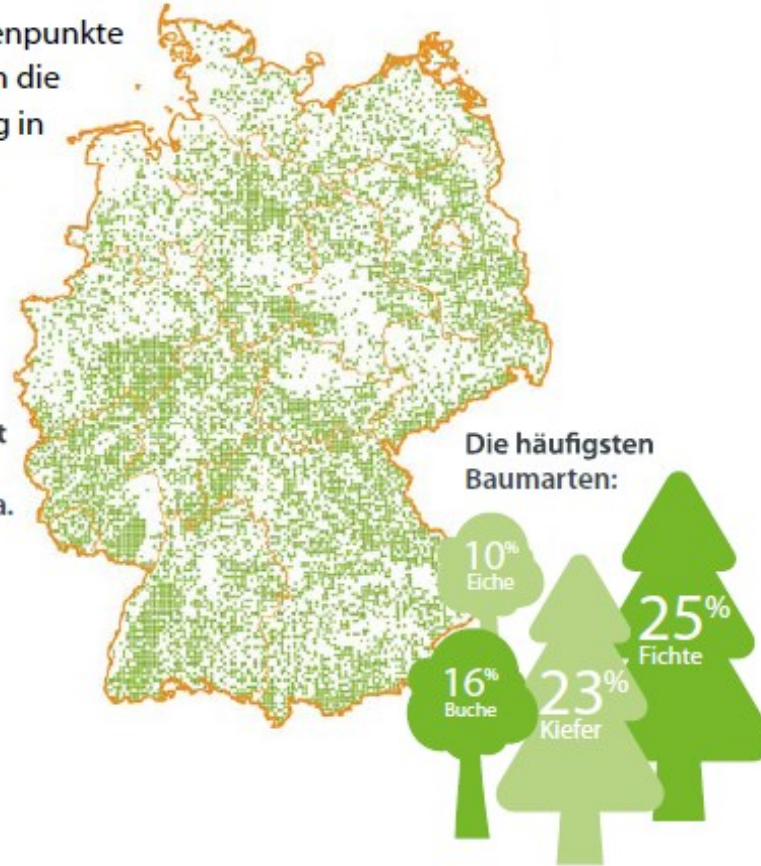 enpunkte
die
g in
t
a.
Die häufigsten
Baumarten:
10%
Eiche
25%
Fichte
16%
Buche
23%
Kiefer